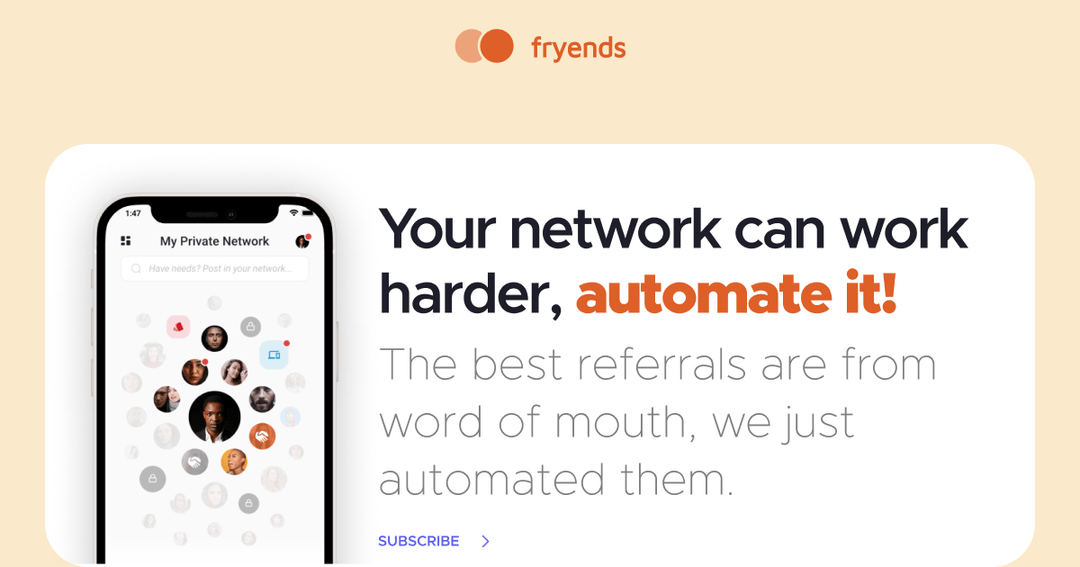 fryends
1:47
My Private Network
Have needs? Post in your network...
Your network can work
harder, automate it!
The best referrals are from
word of mouth, we just
automated them.
SUBSCRIBE